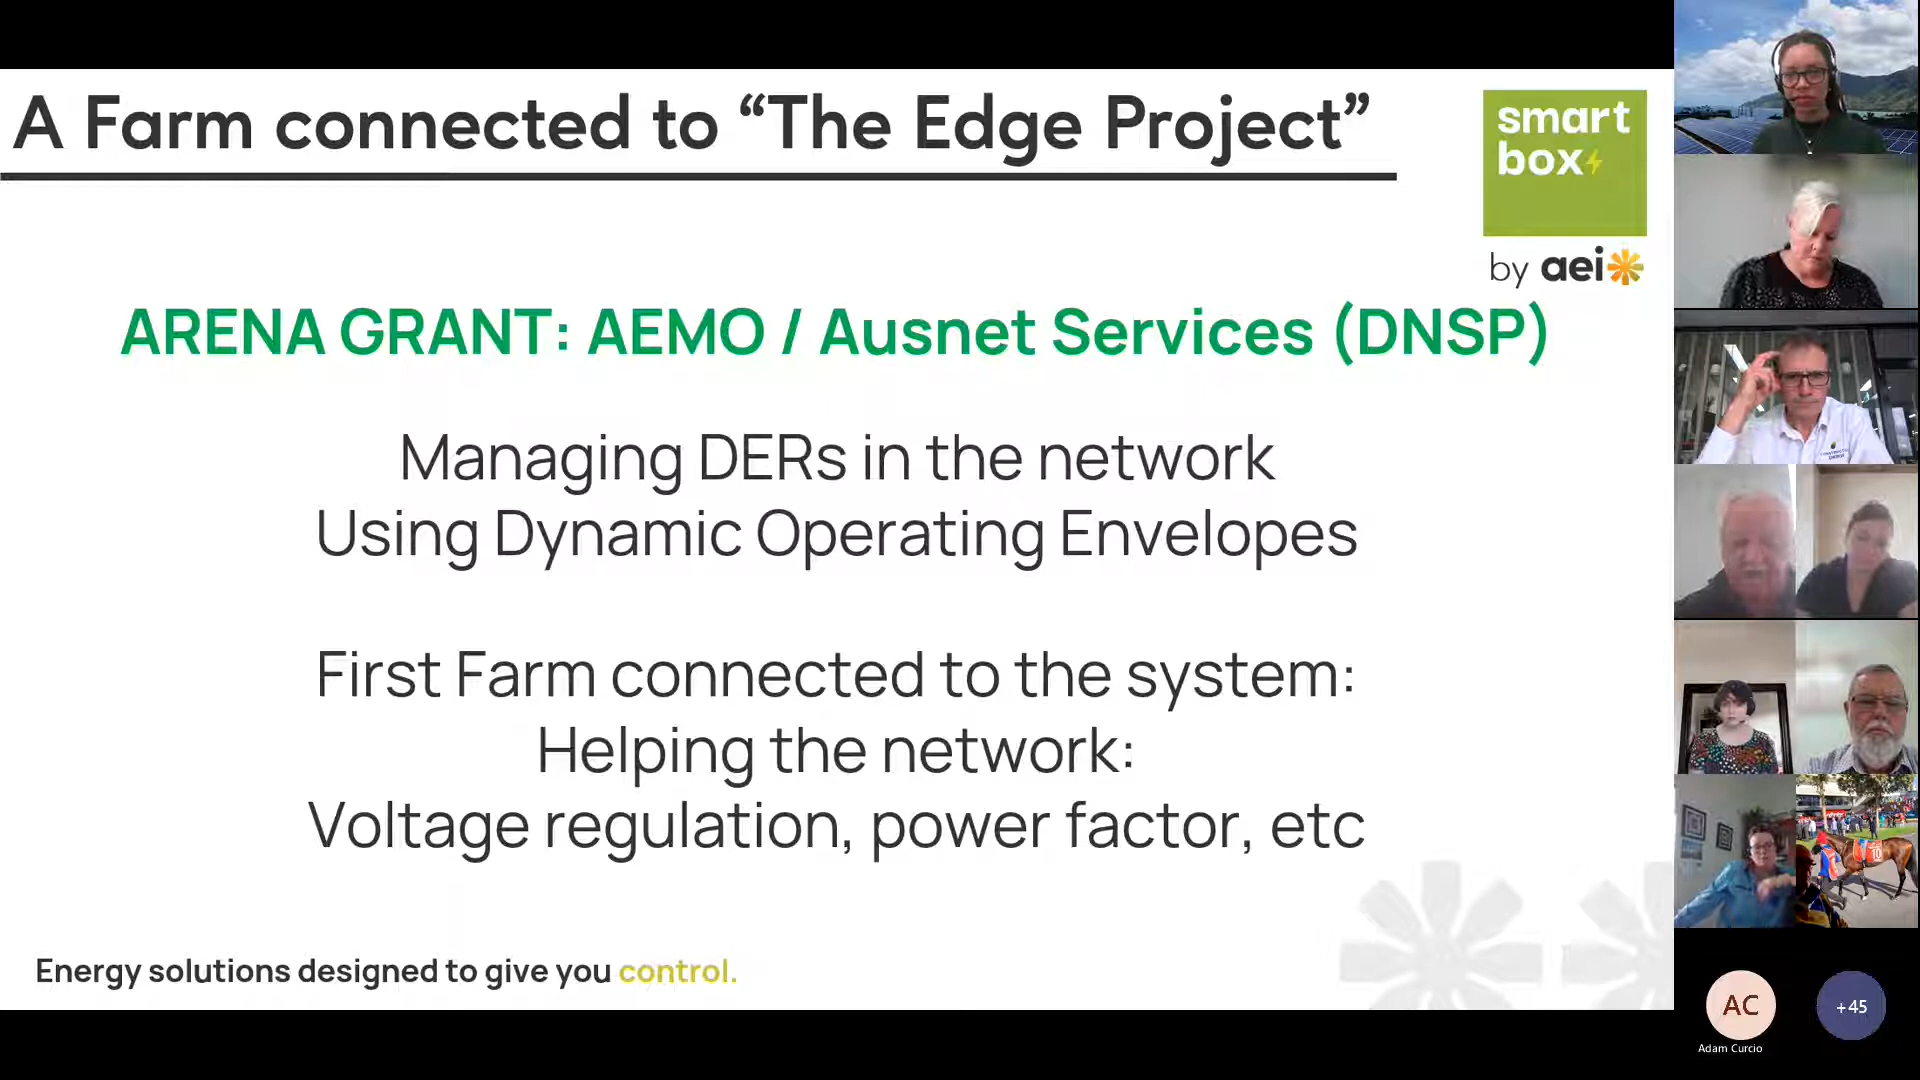 A Farm connected to “The Edge Project”
smart
box
by aei
ARENA GRANT: AEMO / Ausnet Services (DNSP)
Managing DERs in the network
Using Dynamic Operating Envelopes
First Farm connected to the system:
Helping the network:
Voltage regulation, power factor, etc
Energy solutions designed to give you control.
10
AC
+45
Adam Curcio